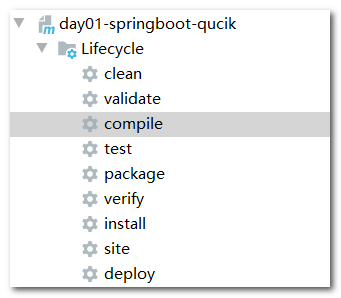 day01-springboot-qucik
Lifecycle
clean
validate
compile
test
package
verify
install
site
deploy